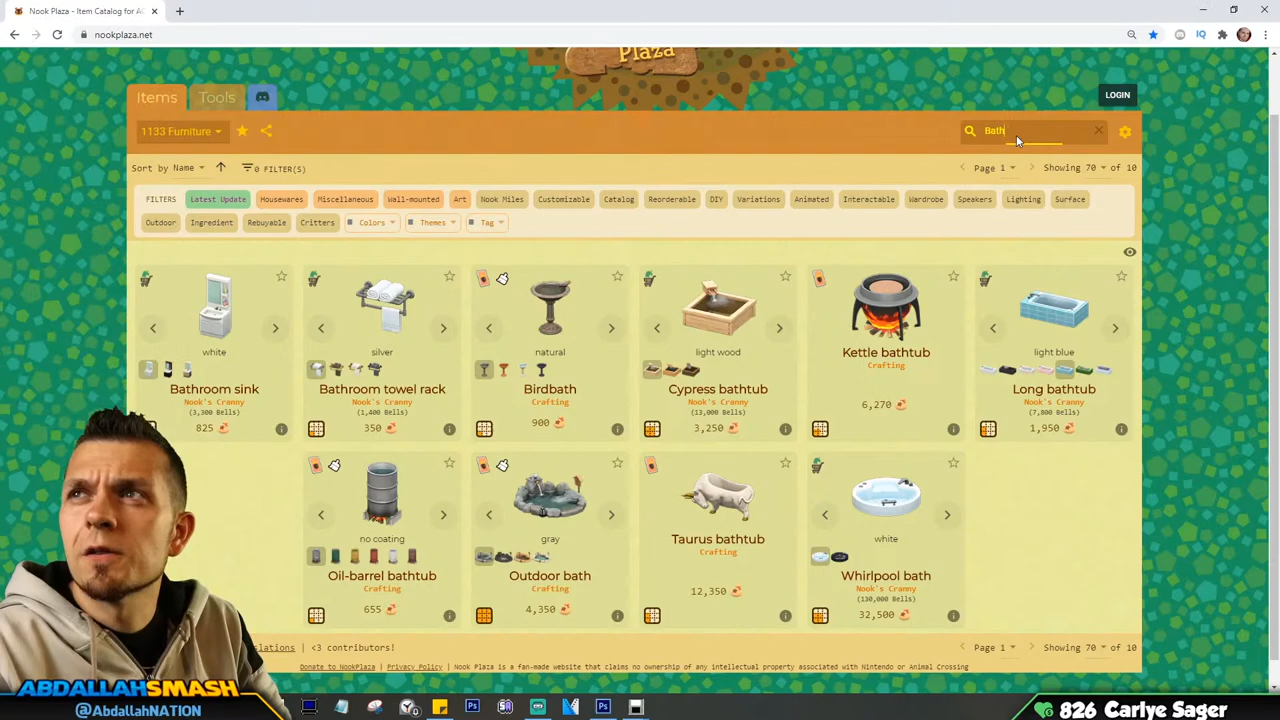 Nook Plaza - Item Catalog for AC
nookplaza.net
Plaza
Items
Tools
LOGIN
1133 Furniture
Bath
Sort by Name
0 FILTER(S)
Page 1
Showing 70 of 10
FILTERS Latest Update Housewares Miscellaneous Wall-mounted Art Nook Miles Customizable Catalog Reorderable DIY Variations Animated Interactable Wardrobe Speakers Lighting Surface
Outdoor Ingredient Rebuyable Critters Colors Themes Tag
white
Bathroom sink
Nook's Cranny
(3,300 Bells)
825
silver
Bathroom towel rack
Nook's Cranny
(1,400 Bells)
350
natural
Birdbath
Crafting
900
light wood
Cypress bathtub
Nook's Cranny
(13,000 Bells)
3,250
Kettle bathtub
Crafting
6,270
light blue
Long bathtub
Nook's Cranny
(7,800 Bells)
1,950
no coating
Oil-barrel bathtub
Crafting
655
gray
Outdoor bath
Crafting
4,350
Taurus bathtub
Crafting
12,350
white
Whirlpool bath
Nook's Cranny
(130,000 Bells)
32,500
<3 contributors!
Page 1
Showing 70 of 10
Donate to NookPlaza | Privacy Policy | Nook Plaza is a fan-made website that claims no ownership of any intellectual property associated with Nintendo or Animal Crossing
ABDALLAHSMASH
@AbdallahNATION
826 Carlye Sager